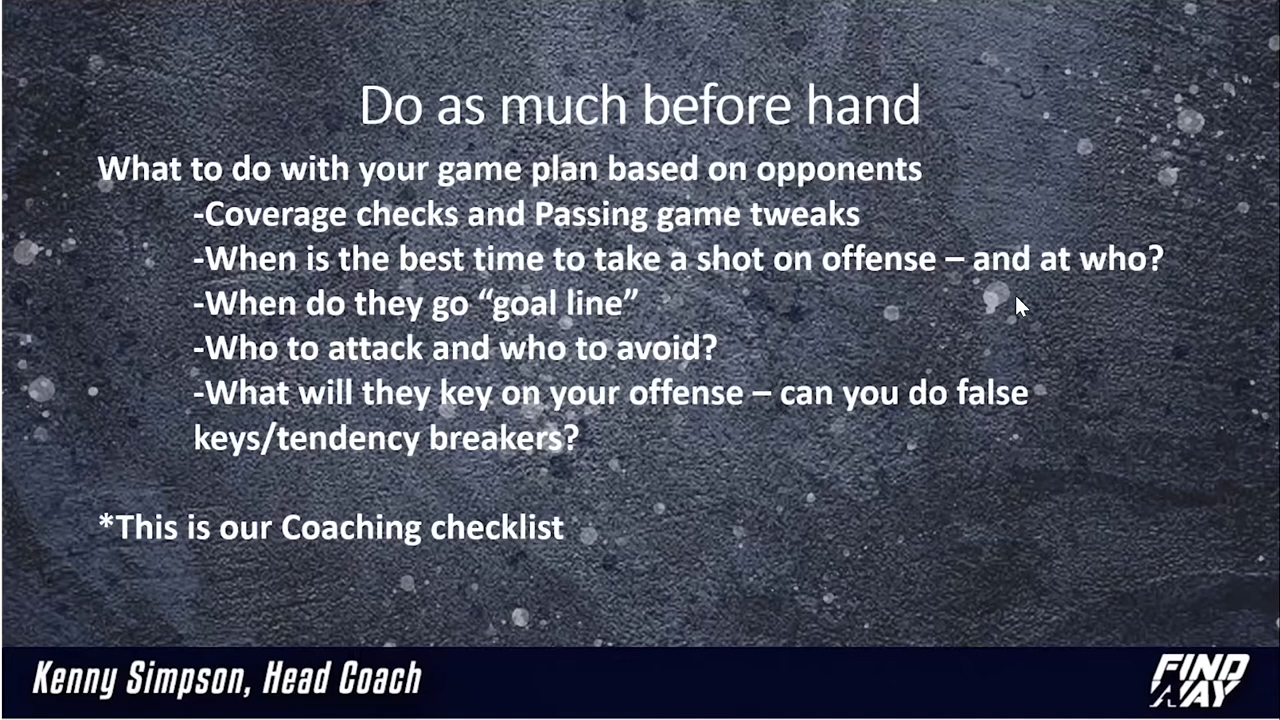 Do as much before hand
What to do with your game plan based on opponents
-Coverage checks and Passing game tweaks
-When is the best time to take a shot on offense – and at who?
-When do they go “goal line”
-Who to attack and who to avoid?
-What will they key on your offense – can you do false
keys/tendency breakers?
*This is our Coaching checklist
Kenny Simpson, Head Coach
FIND
A WAY